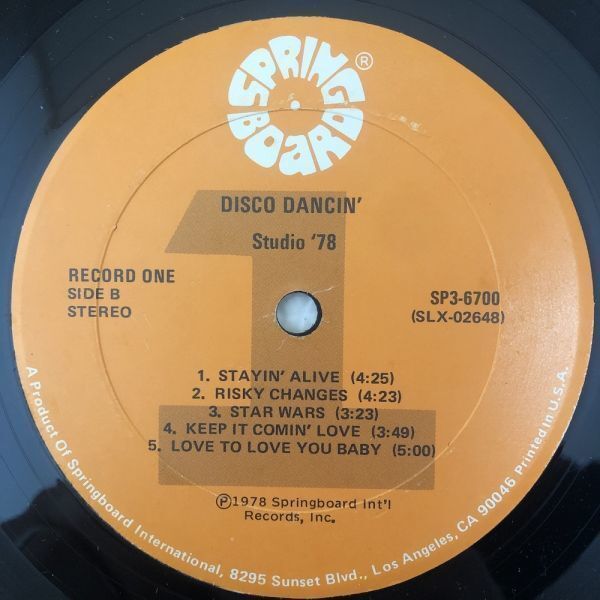 SPRING
BOARD ®
DISCO DANCIN'
Studio '78
RECORD ONE
SIDE B
STEREO
SP3-6700
(SLX-02648)
1
1. STAYIN' ALIVE (4:25)
2. RISKY CHANGES (4:23)
3. STAR WARS (3:23)
4. KEEP IT COMIN' LOVE (3:49)
5. LOVE TO LOVE YOU BABY (5:00)
℗1978 Springboard Int'l
Records, Inc.
A Product Of Springboard International, 8295 Sunset Blvd., Los Angeles, CA 90046 Printed In U.S.A.